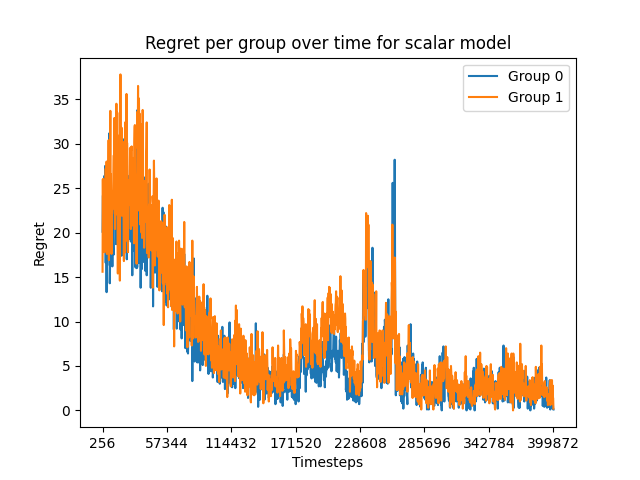 Regret per group over time for scalar model
Group 0
Group 1
Regret
35
30
25
20
15
10
5
0
256 57344 114432 171520 228608 285696 342784 399872
Timesteps